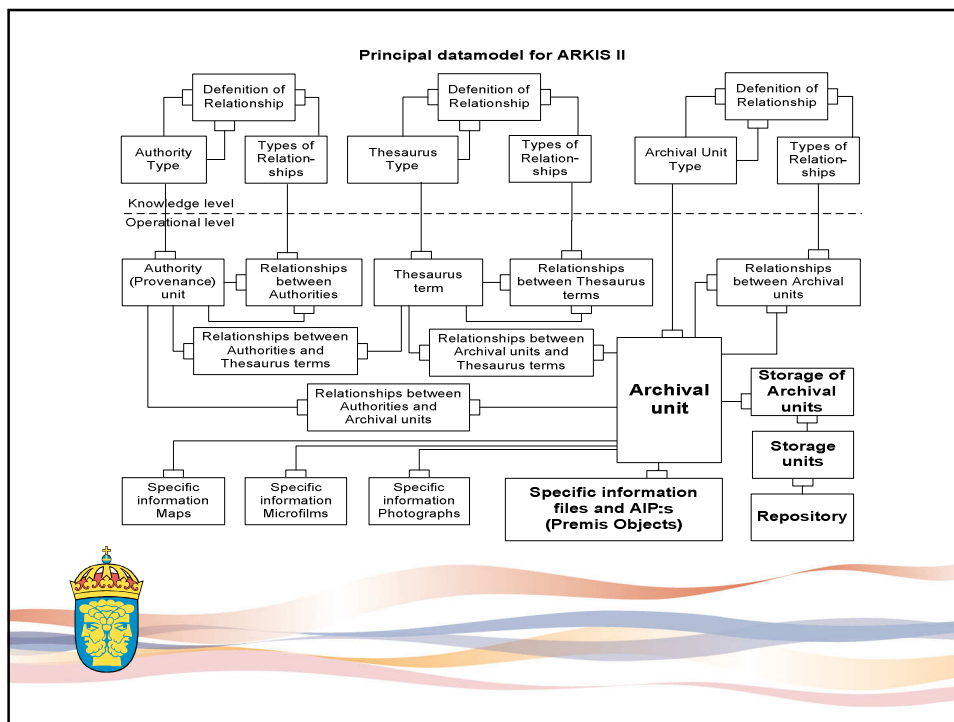 Principal datamodel for ARKIS II
Defenition of
Relationship
Defenition of
Relationship
Defenition of
Relationship
Authority
Type
Types of
Relation-
ships
Thesaurus
Type
Types of
Relation-
ships
Archival Unit
Type
Types of
Relation-
ships
Knowledge level
Operational level
Authority
(Provenance)
unit
Relationships
between
Authorities
Thesaurus
term
Relationships
between Thesaurus
terms
Relationships
between Archival
units
Relationships between
Authorities and
Thesaurus terms
Relationships between
Archival units and
Thesaurus terms
Archival
unit
Storage of
Archival
units
Relationships between
Authorities and
Archival units
Storage
units
Specific
information
Maps
Specific
information
Microfilms
Specific
information
Photographs
Specific information
files and AIP:s
(Premis Objects)
Repository